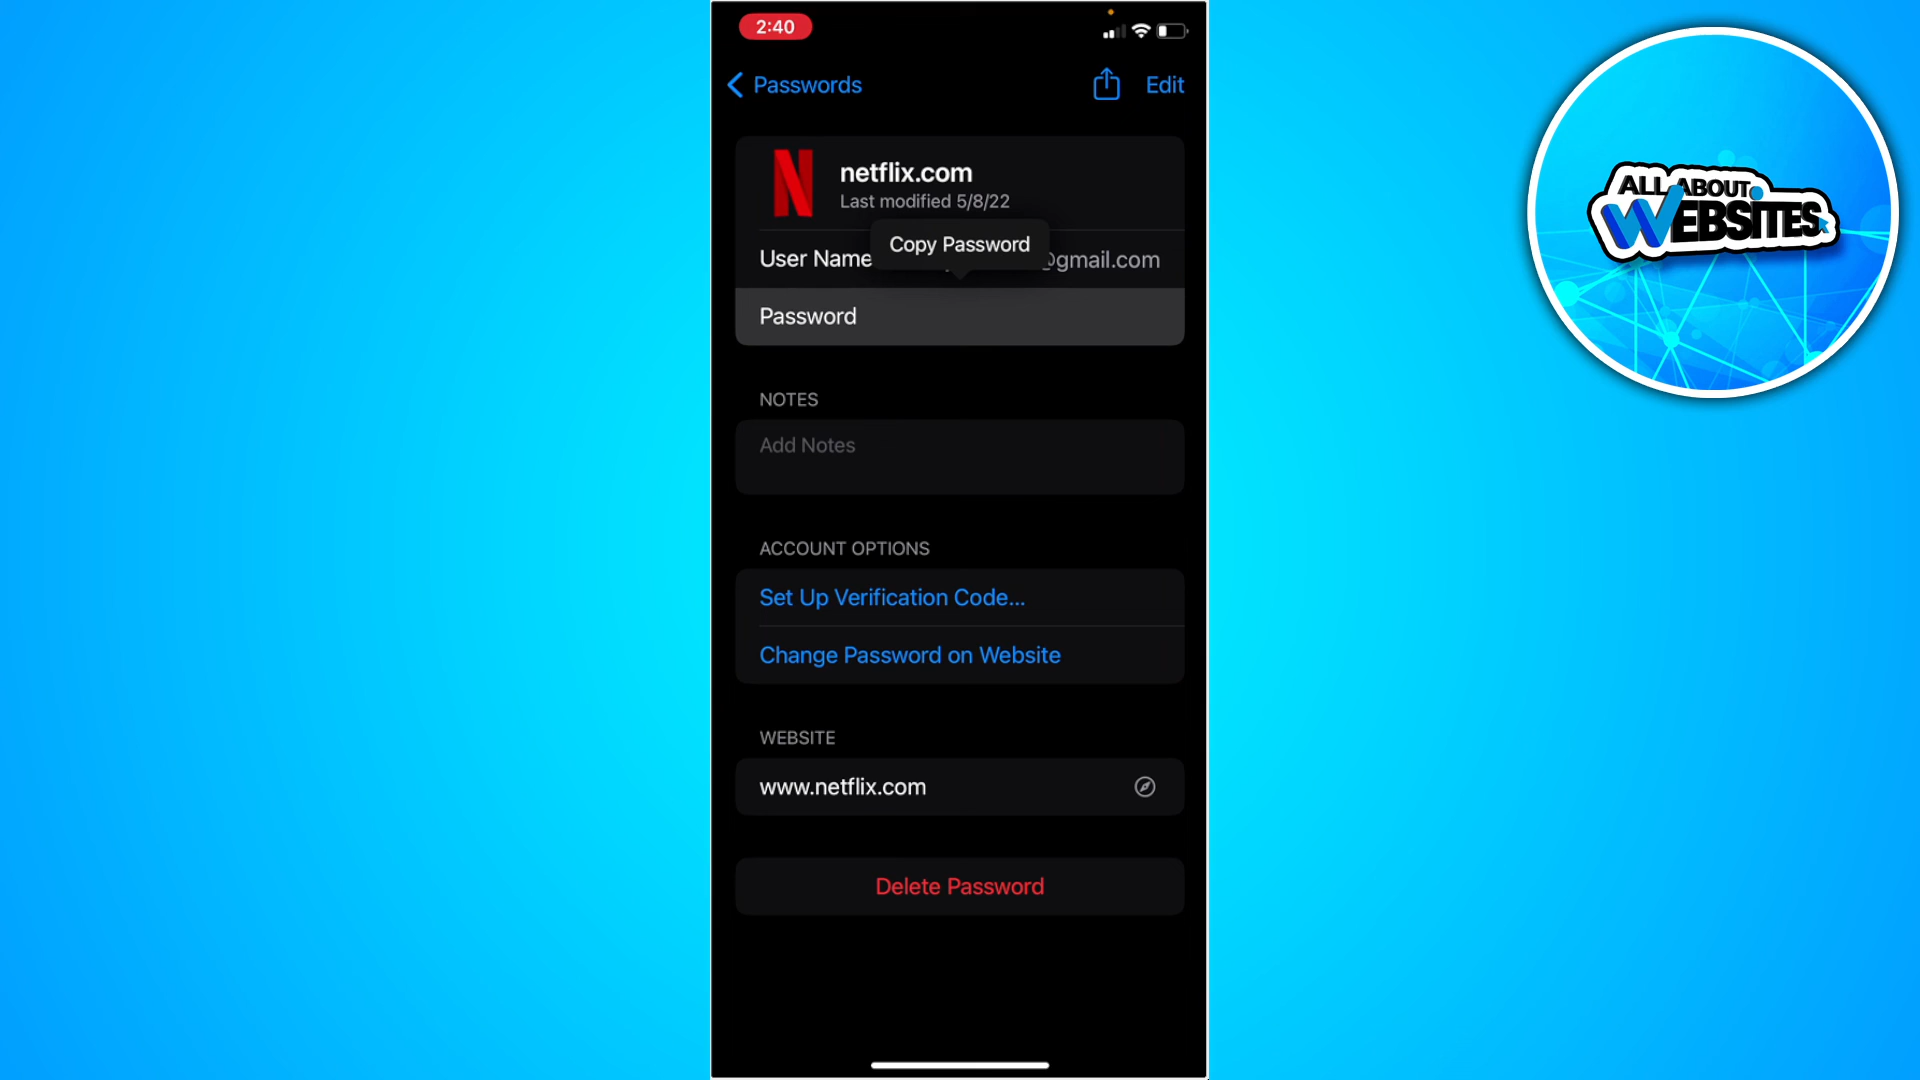 2:40
Passwords
Edit
netflix.com
Last modified 5/8/22
Copy Password
User Name @gmail.com
Password
NOTES
Add Notes
ACCOUNT OPTIONS
Set Up Verification Code...
Change Password on Website
WEBSITE
www.netflix.com
Delete Password
ALL ABOUT
WEBSITES